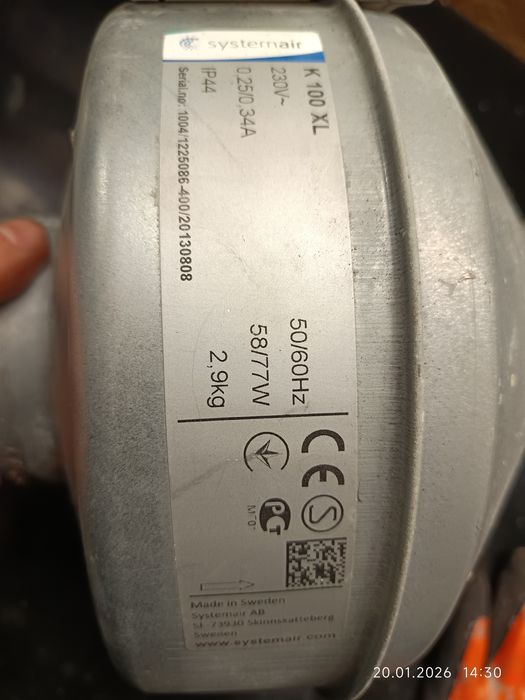 systemair
K 100 XL
230V~ 50/60Hz
0.25/0,34A 58/77W
IP44 2,9kg
Serial.no: 1004/1225086-400/20130808
CE
S
PCT
Made in Sweden
Systemair AB
SE 73930 Skinnskatteberg
Sweden
www.systemair.com
20.01.2026 14:30